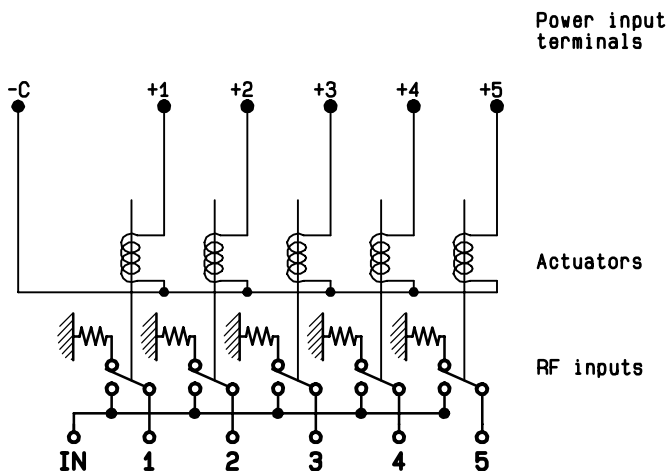 Power input
terminals
-C +1 +2 +3 +4 +5
Actuators
RF inputs
IN 1 2 3 4 5